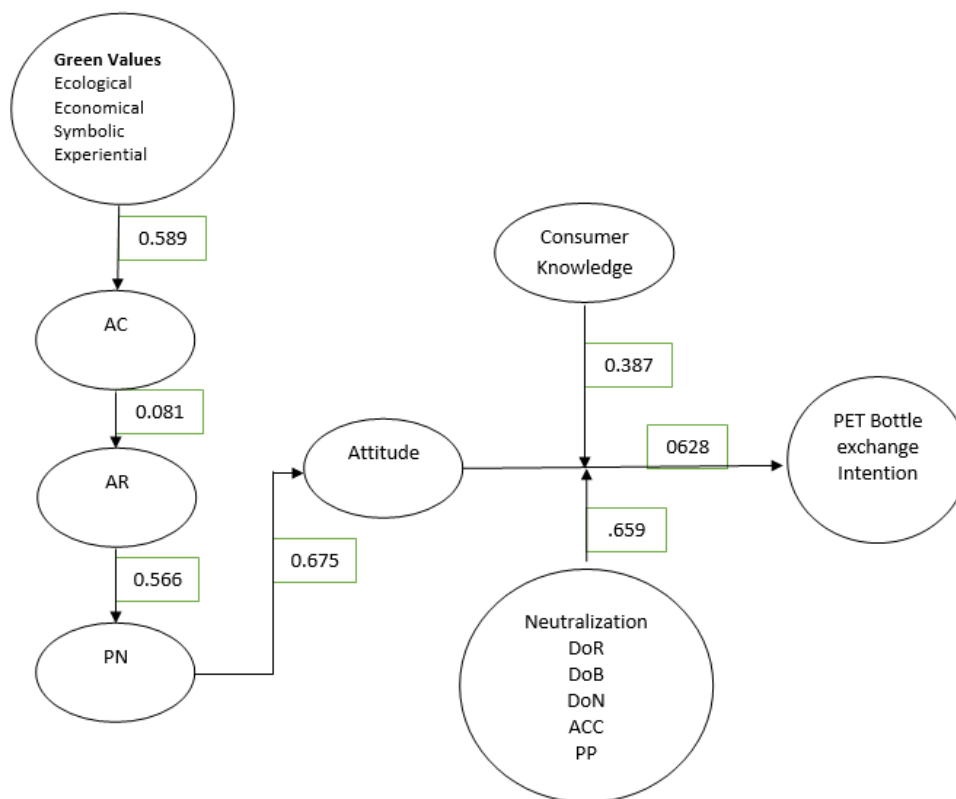 Green Values
Ecological
Economical
Symbolic
Experiential
0.589
AC
0.081
AR
0.566
PN
0.675
Attitude
Consumer
Knowledge
0.387
0628
PET Bottle
exchange
Intention
.659
Neutralization
DoR
DoB
DoN
ACC
PP